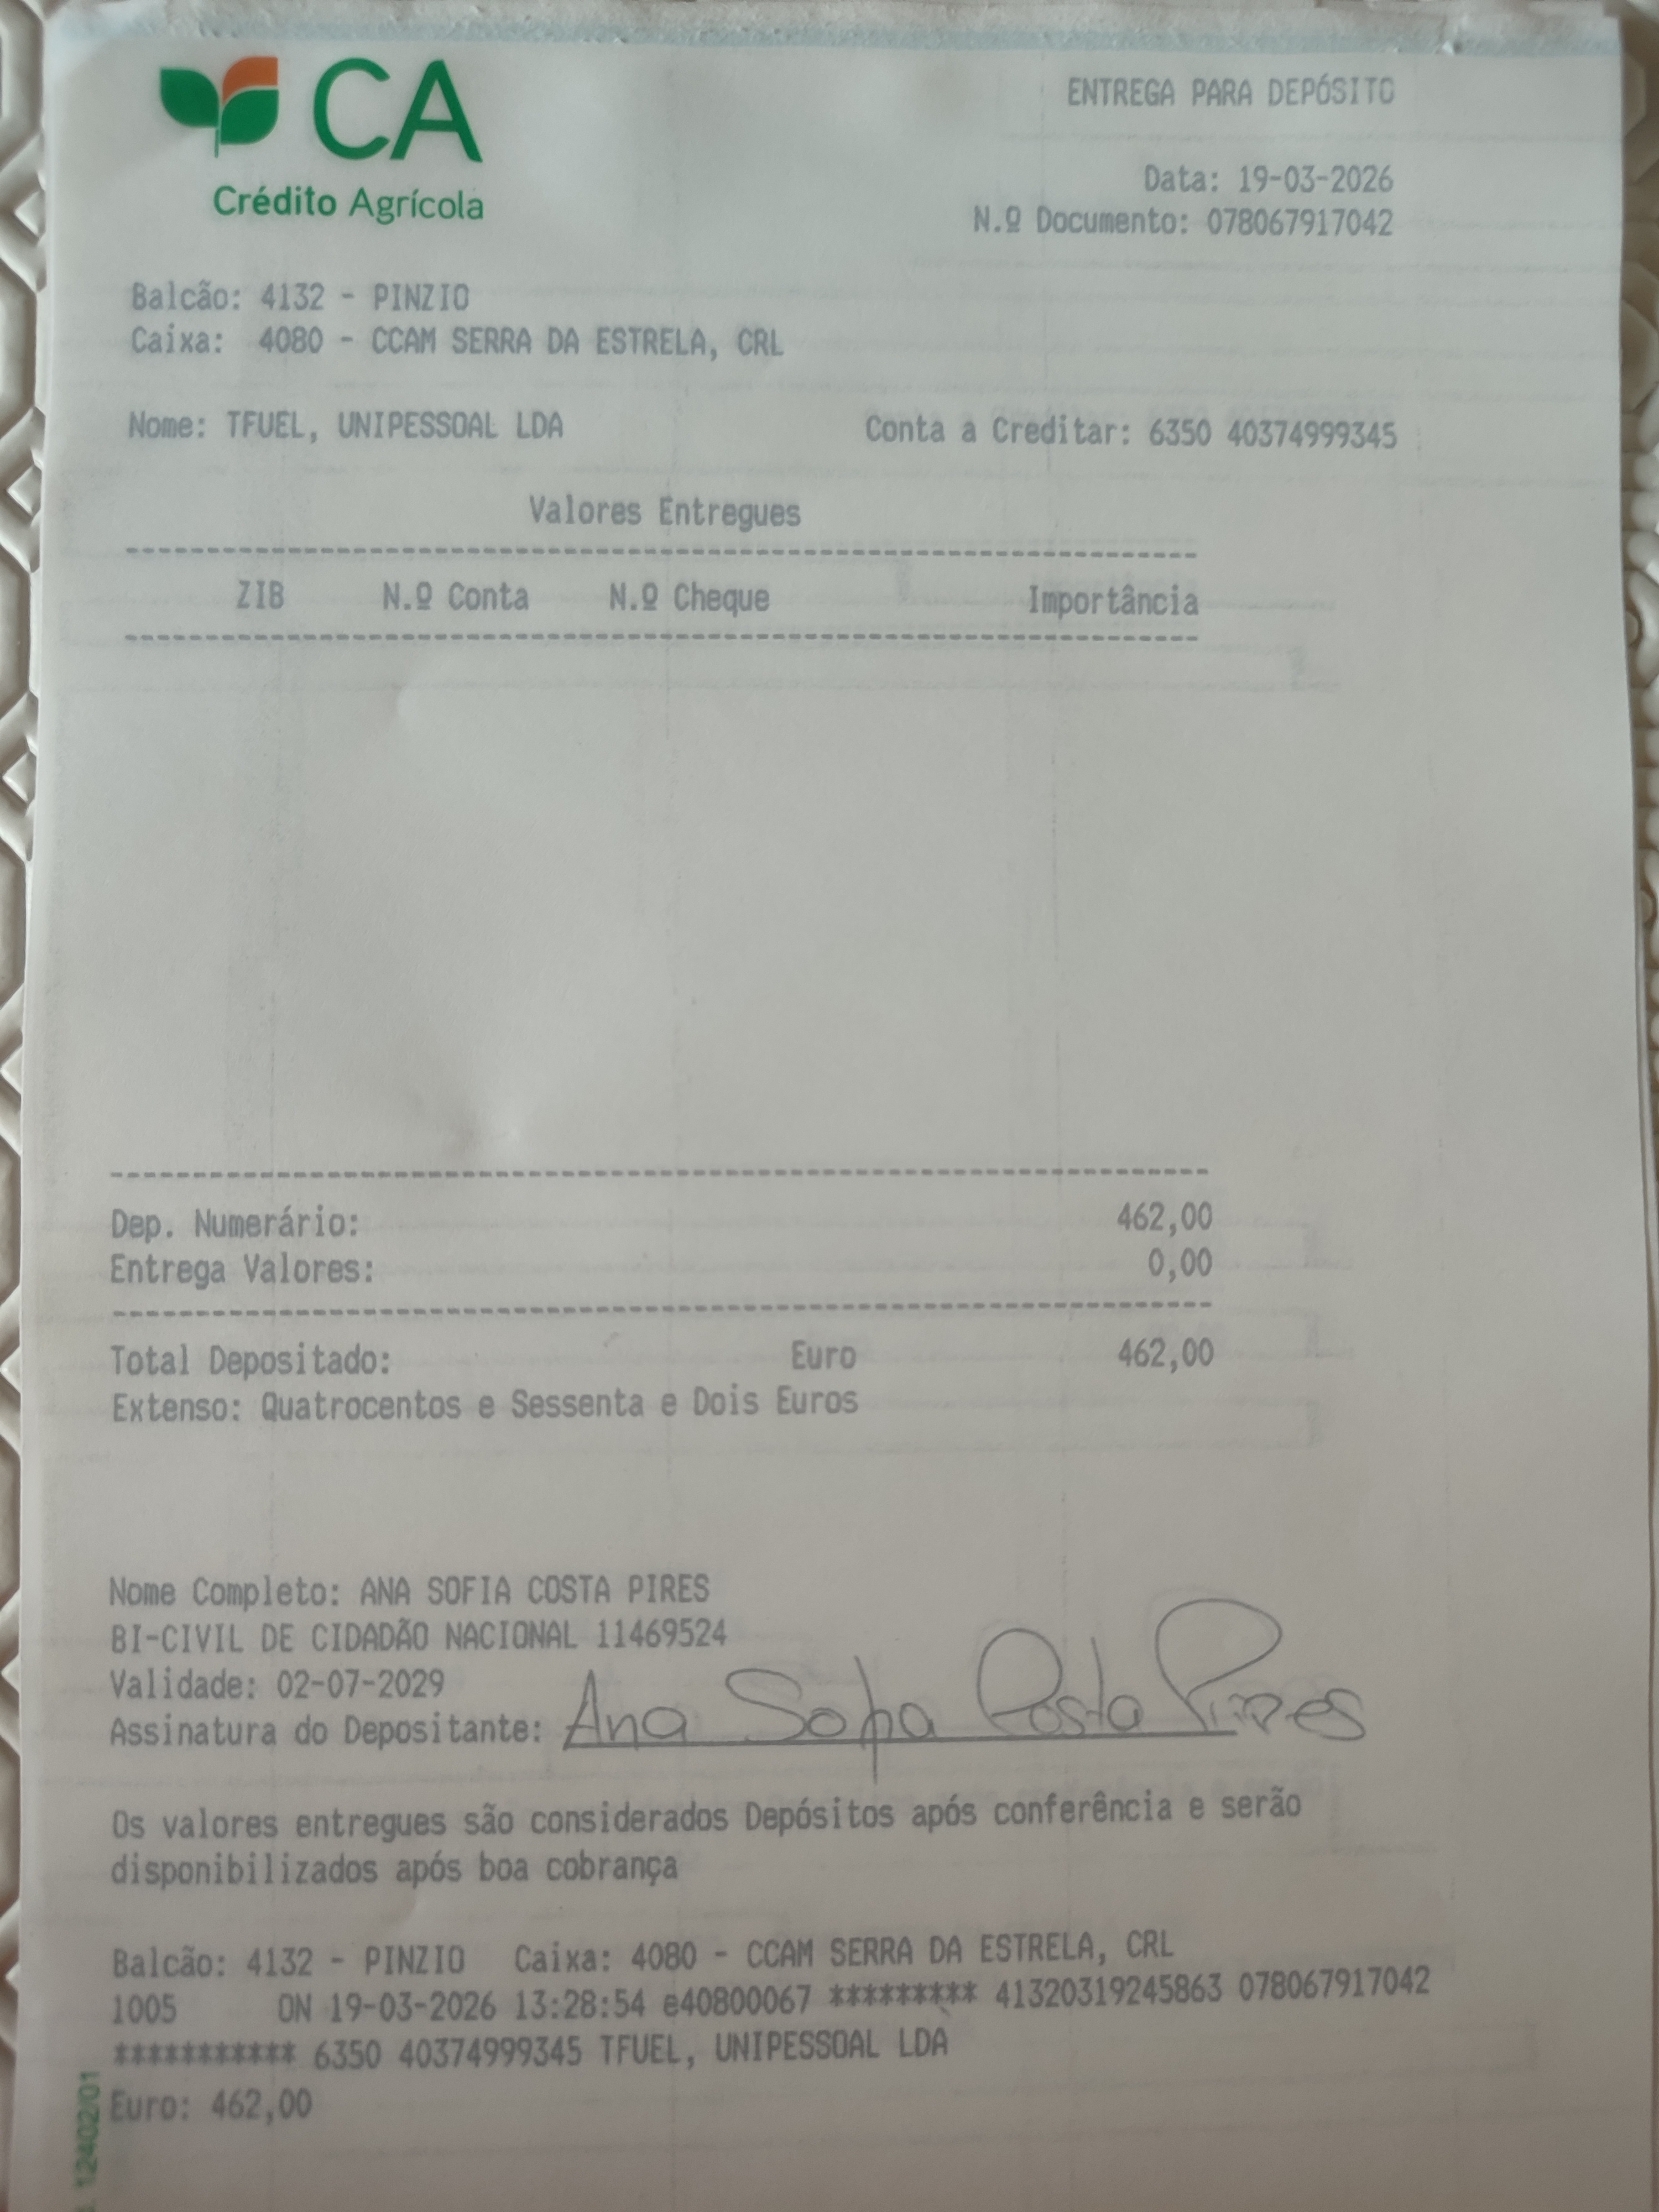 CA
Crédito Agrícola
ENTREGA PARA DEPÓSITO
Data: 19-03-2026
N.º Documento: 078067917042
Balcão: 4132 - PINZIO
Caixa: 4080 - CCAM SERRA DA ESTRELA, CRL
Nome: TFUEL, UNIPESSOAL LDA Conta a Creditar: 6350 40374999345
Valores Entregues
ZIB N.º Conta N.º Cheque Importância
Dep. Numerário: 462,00
Entrega Valores: 0,00
Total Depositado: Euro 462,00
Extenso: Quatrocentos e Sessenta e Dois Euros
Nome Completo: ANA SOFIA COSTA PIRES
BI-CIVIL DE CIDADÃO NACIONAL 11469524
Validade: 02-07-2029
Assinatura do Depositante: Ana Sofia Costa Pires
Os valores entregues são considerados Depósitos após conferência e serão
disponibilizados após boa cobrança
Balcão: 4132 - PINZIO Caixa: 4080 - CCAM SERRA DA ESTRELA, CRL
1005 ON 19-03-2026 13:28:54 e40800067 ********* 41320319245863 078067917042
*********** 6350 40374999345 TFUEL, UNIPESSOAL LDA
Euro: 462,00
12402/01